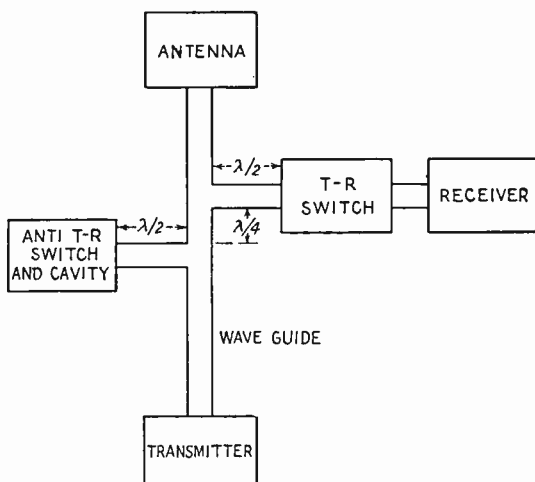 ANTENNA
λ/2
T-R
SWITCH
RECEIVER
λ/2
λ/4
ANTI T-R
SWITCH
AND CAVITY
WAVE GUIDE
TRANSMITTER